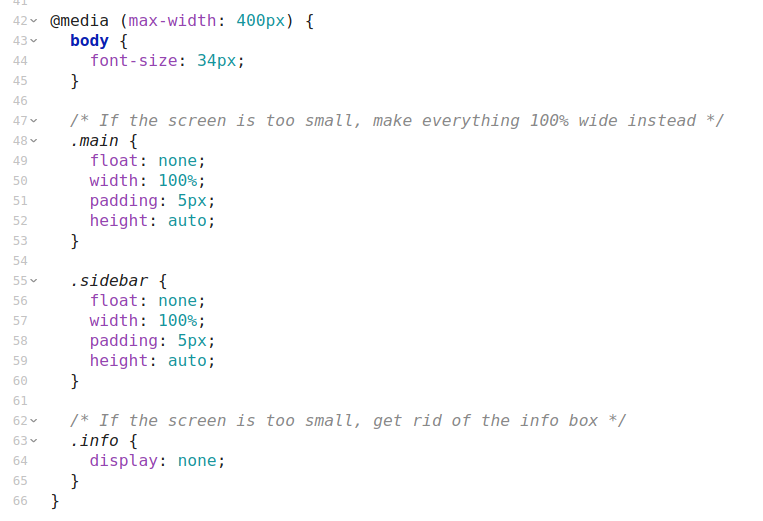 41
42 @media (max-width: 400px) {
43   body {
44     font-size: 34px;
45   }
46
47   /* If the screen is too small, make everything 100% wide instead */
48   .main {
49     float: none;
50     width: 100%;
51     padding: 5px;
52     height: auto;
53   }
54
55   .sidebar {
56     float: none;
57     width: 100%;
58     padding: 5px;
59     height: auto;
60   }
61
62   /* If the screen is too small, get rid of the info box */
63   .info {
64     display: none;
65   }
66 }